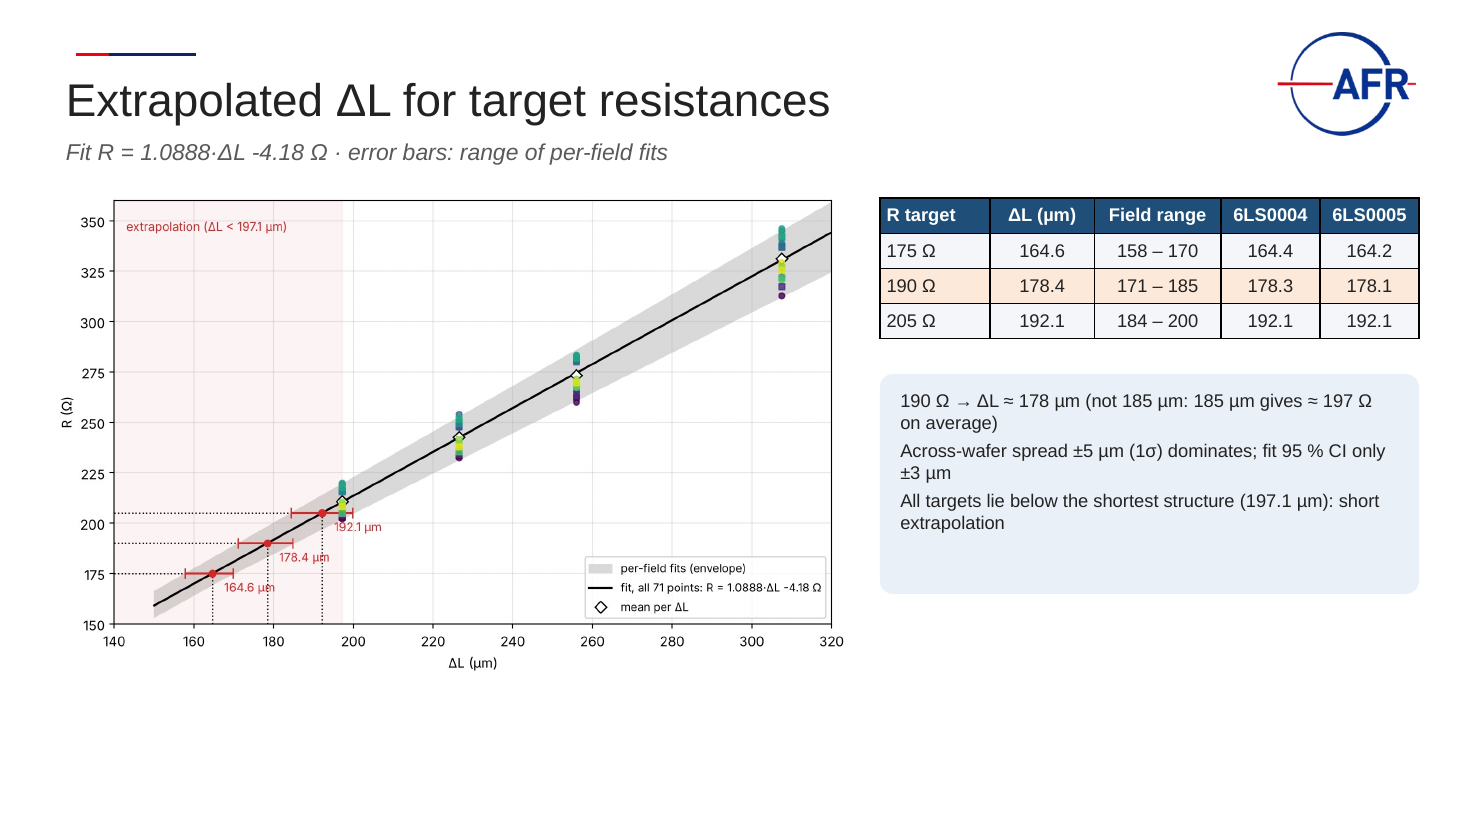 AFR
Extrapolated ΔL for target resistances
Fit R = 1.0888·ΔL -4.18 Ω · error bars: range of per-field fits
extrapolation (ΔL < 197.1 µm)
350
325
300
275
250
225
200
175
150
R (Ω)
192.1 µm
178.4 µm
164.6 µm
per-field fits (envelope)
fit, all 71 points: R = 1.0888·ΔL -4.18 Ω
mean per ΔL
140 160 180 200 220 240 260 280 300 320
ΔL (µm)
R target ΔL (µm) Field range 6LS0004 6LS0005
175 Ω 164.6 158 – 170 164.4 164.2
190 Ω 178.4 171 – 185 178.3 178.1
205 Ω 192.1 184 – 200 192.1 192.1
190 Ω → ΔL ≈ 178 µm (not 185 µm: 185 µm gives ≈ 197 Ω
on average)
Across-wafer spread ±5 µm (1σ) dominates; fit 95 % CI only
±3 µm
All targets lie below the shortest structure (197.1 µm): short
extrapolation